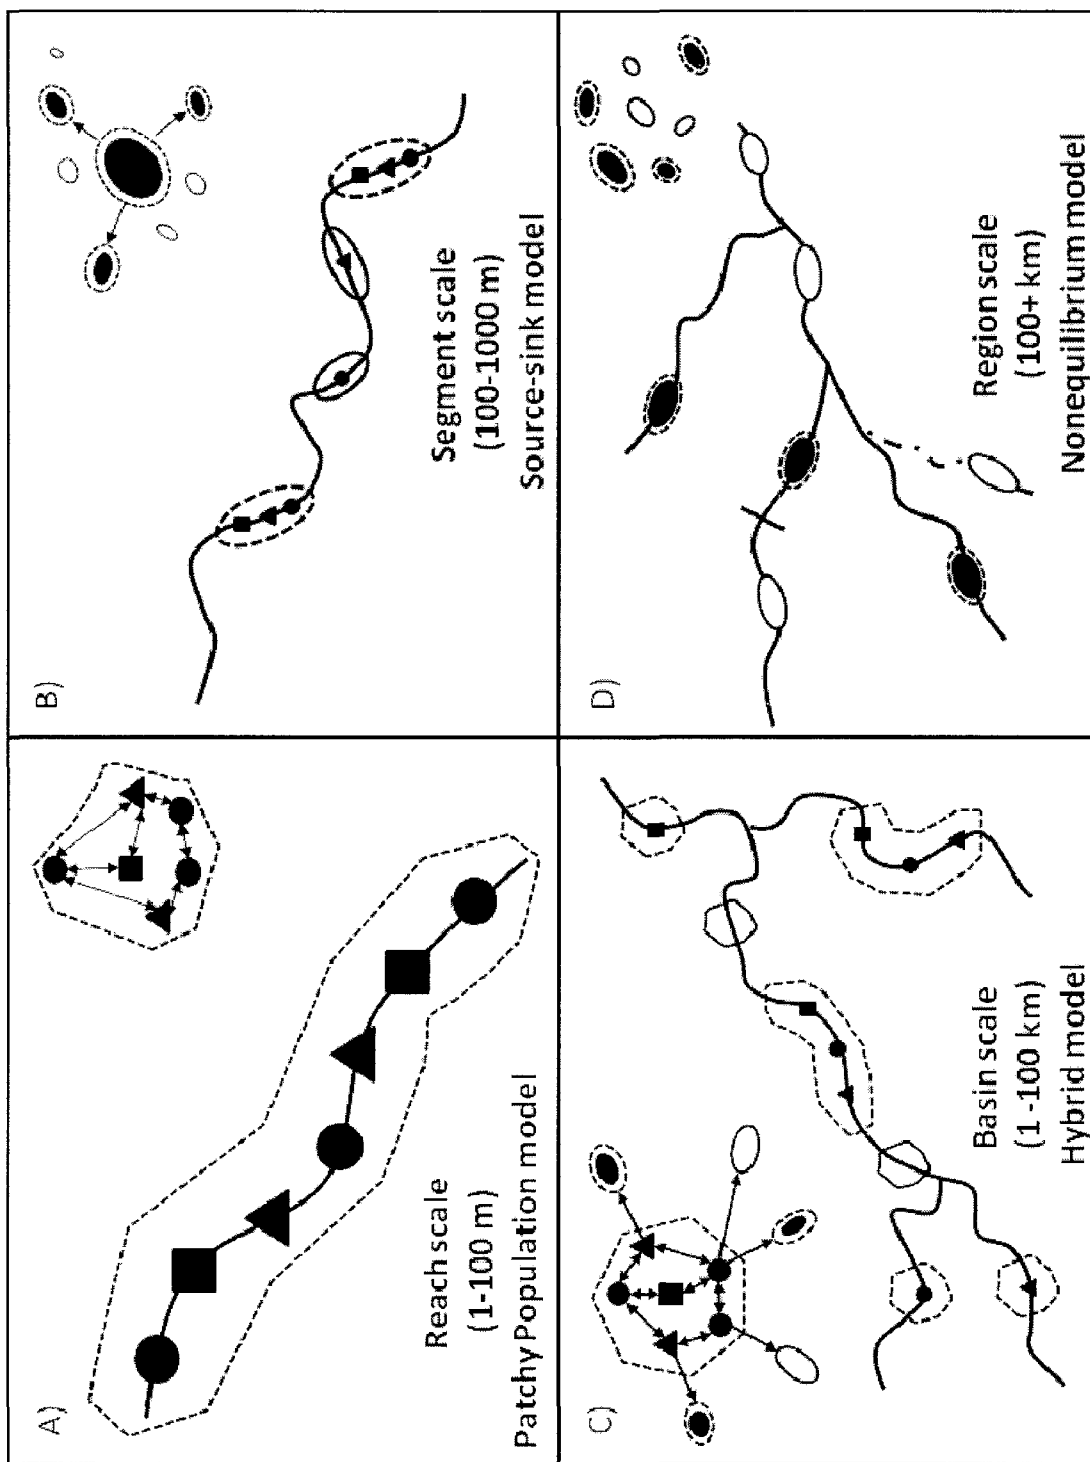 A)
Reach scale
(1-100 m)
Patchy Population model
B)
Segment scale
(100-1000 m)
Source-sink model
C)
Basin scale
(1 -100 km)
Hybrid model
D)
Region scale
(100+ km)
Nonequilibrium model